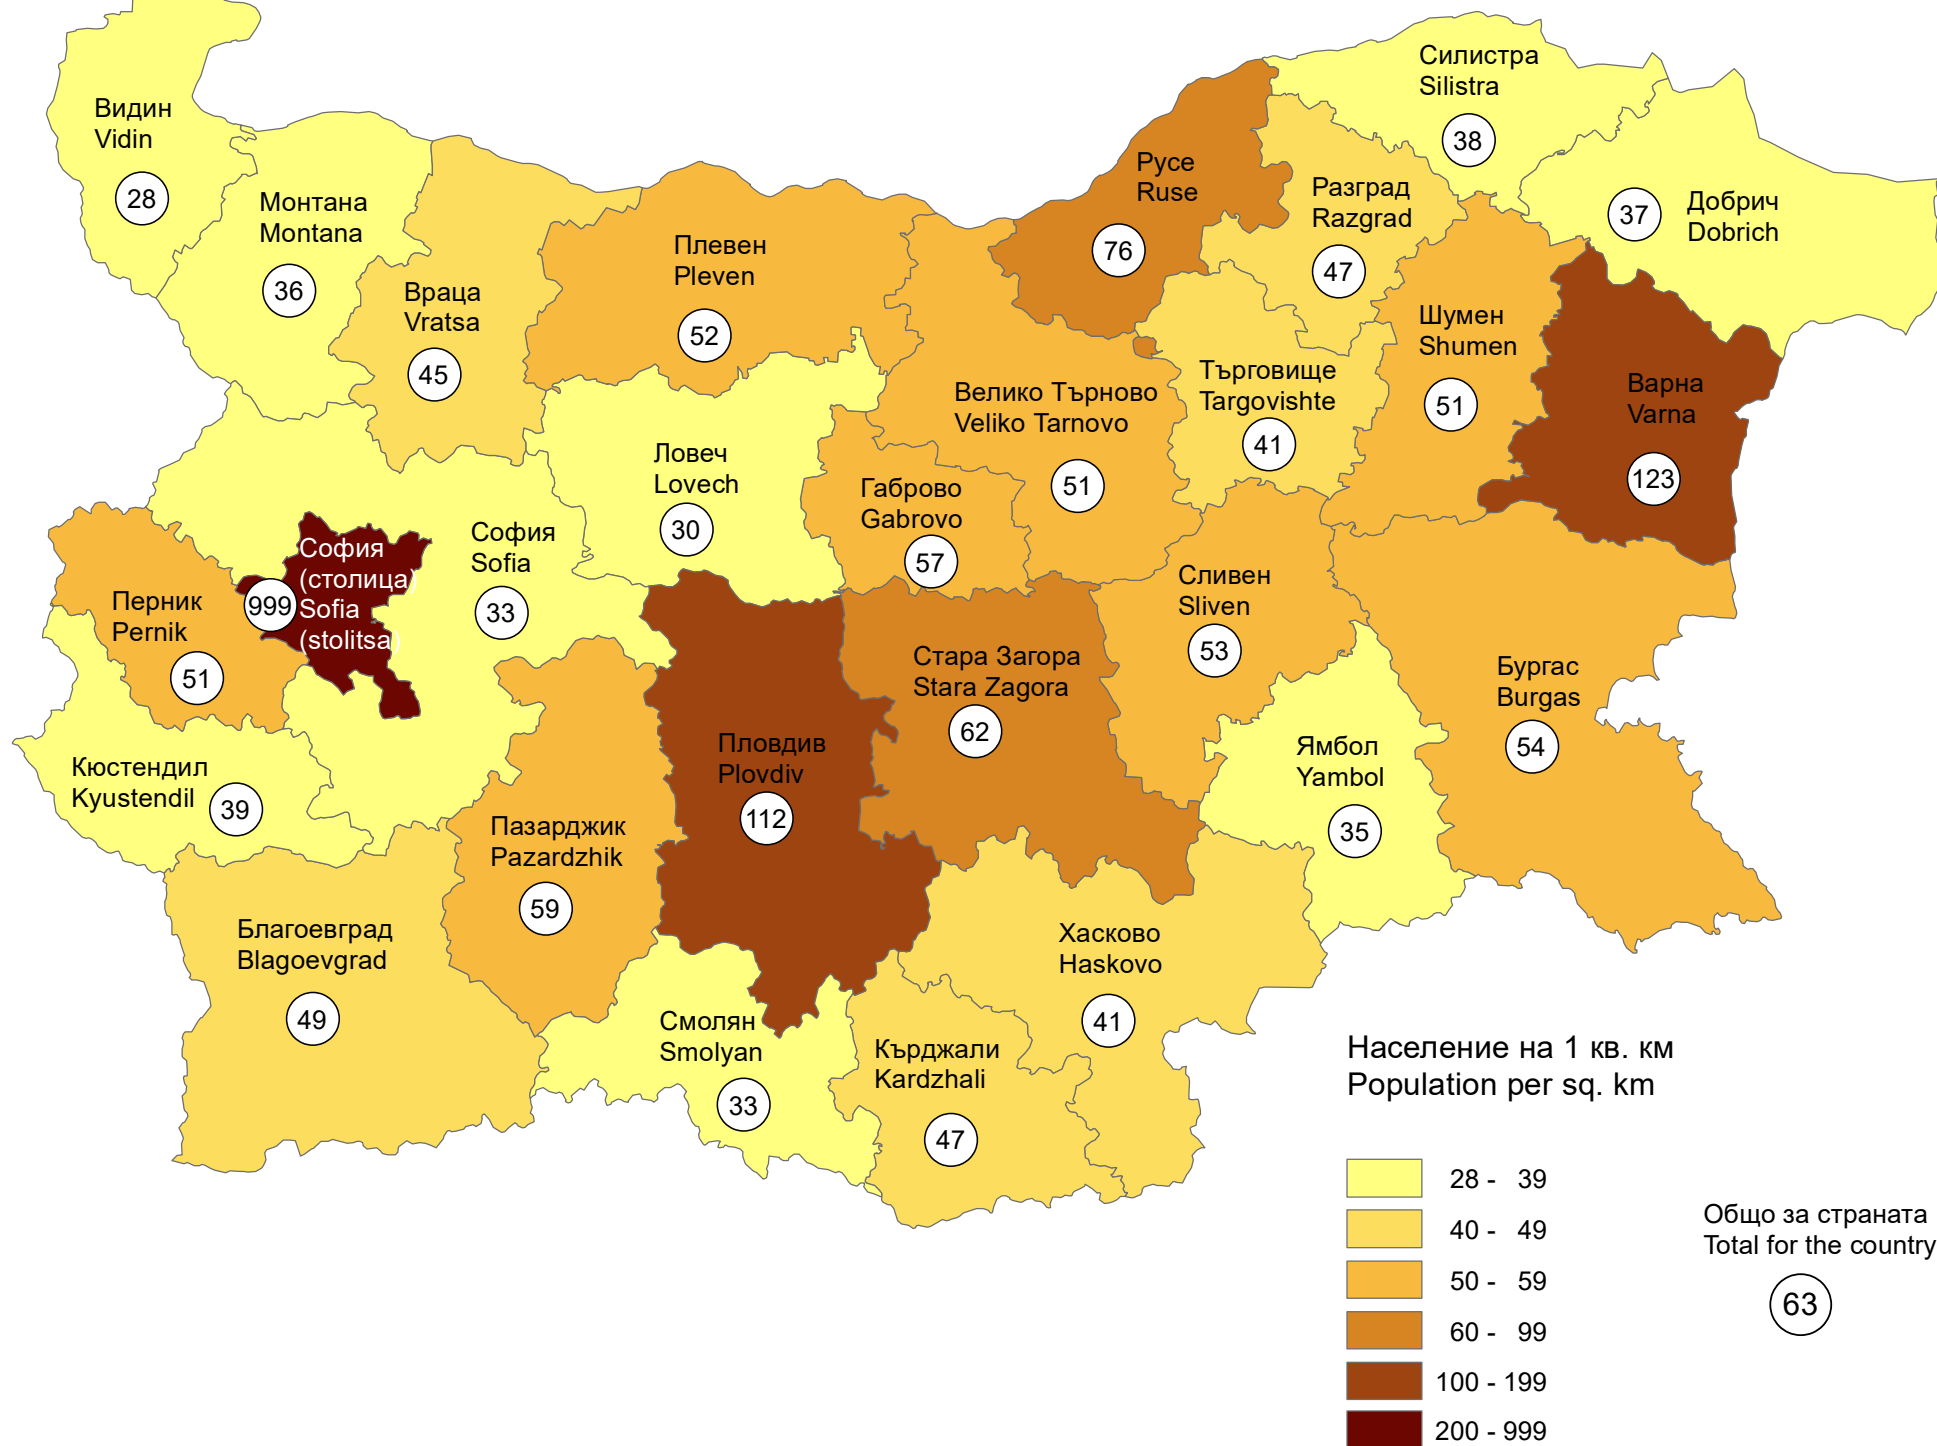 Видин
Vidin
28
Монтана
Montana
36
Враца
Vratsa
45
Плевен
Pleven
52
Русе
Ruse
76
Силистра
Silistra
38
Разград
Razgrad
47
Добрич
Dobrich
37
Шумен
Shumen
51
Варна
Varna
123
Търговище
Targovishte
41
Велико Търново
Veliko Tarnovo
51
Ловеч
Lovech
30
Габрово
Gabrovo
57
София
Sofia
33
София
(столица)
Sofia
(stolitsa)
999
Перник
Pernik
51
Кюстендил
Kyustendil
39
Сливен
Sliven
53
Стара Загора
Stara Zagora
62
Бургас
Burgas
54
Ямбол
Yambol
35
Пловдив
Plovdiv
112
Пазарджик
Pazardzhik
59
Благоевград
Blagoevgrad
49
Смолян
Smolyan
33
Хасково
Haskovo
41
Кърджали
Kardzhali
47
Население на 1 кв. км
Population per sq. km
28 - 39
40 - 49
50 - 59
60 - 99
100 - 199
200 - 999
Общо за страната
Total for the country
63